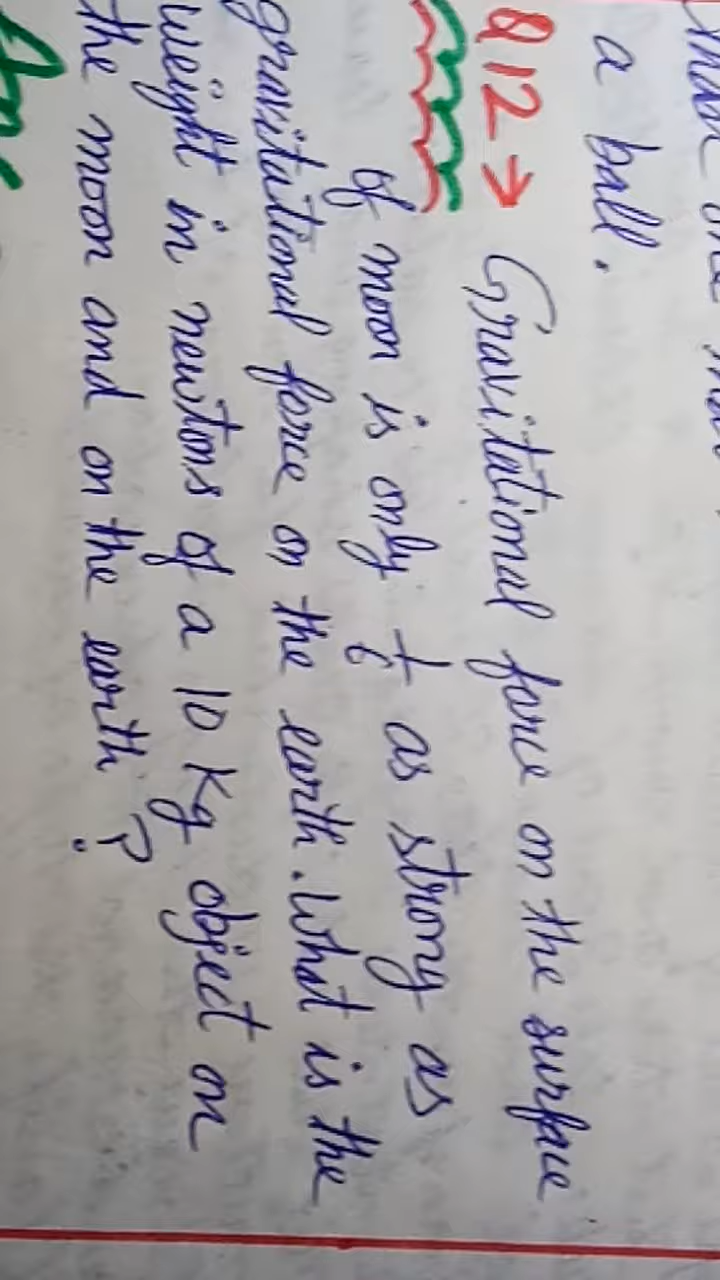 a ball.
Q12 → Gravitational force on the surface
of moon is only 1/6 as strong as
gravitational force on the earth. What is the
weight in newtons of a 10 Kg object on
the moon and on the earth ?